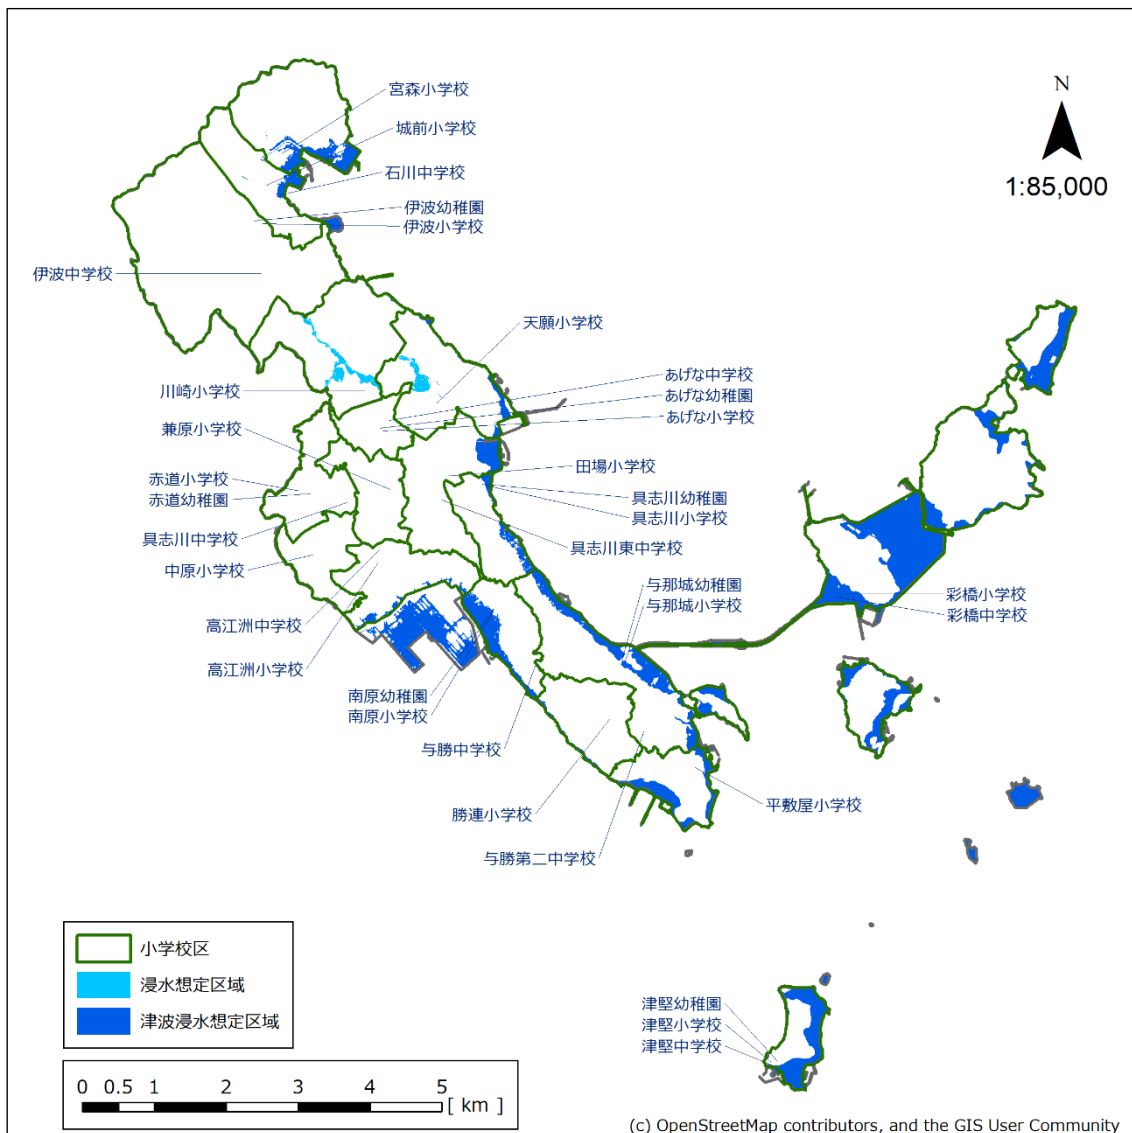 宮森小学校
城前小学校
石川中学校
伊波幼稚園
伊波小学校
伊波中学校
N
1:85,000
天願小学校
川崎小学校
あげな中学校
あげな幼稚園
あげな小学校
兼原小学校
田場小学校
赤道小学校
赤道幼稚園
具志川幼稚園
具志川小学校
具志川中学校
具志川東中学校
中原小学校
与那城幼稚園
与那城小学校
彩橋小学校
彩橋中学校
高江洲中学校
高江洲小学校
南原幼稚園
南原小学校
与勝中学校
勝連小学校
平敷屋小学校
与勝第二中学校
小学校区
浸水想定区域
津波浸水想定区域
津堅幼稚園
津堅小学校
津堅中学校
0 0.5 1 2 3 4 5
[ km ]
(c) OpenStreetMap contributors, and the GIS User Community